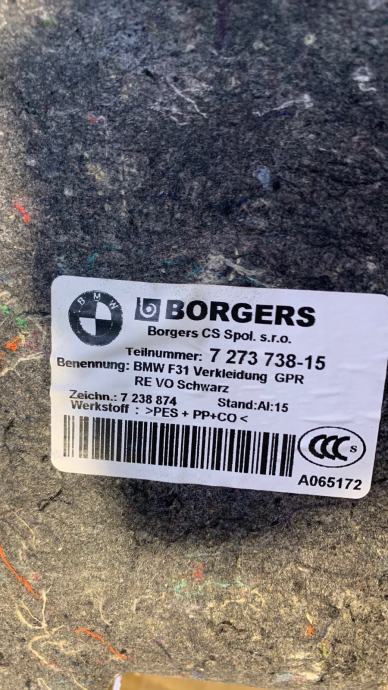 BMW
BORGERS
Borgers CS Spol. s.r.o.
Teilnummer: 7 273 738-15
Benennung: BMW F31 Verkleidung GPR
RE VO Schwarz
Zeichn.: 7 238 874 Stand:AI:15
Werkstoff : >PES + PP+CO <
CCC S
A065172